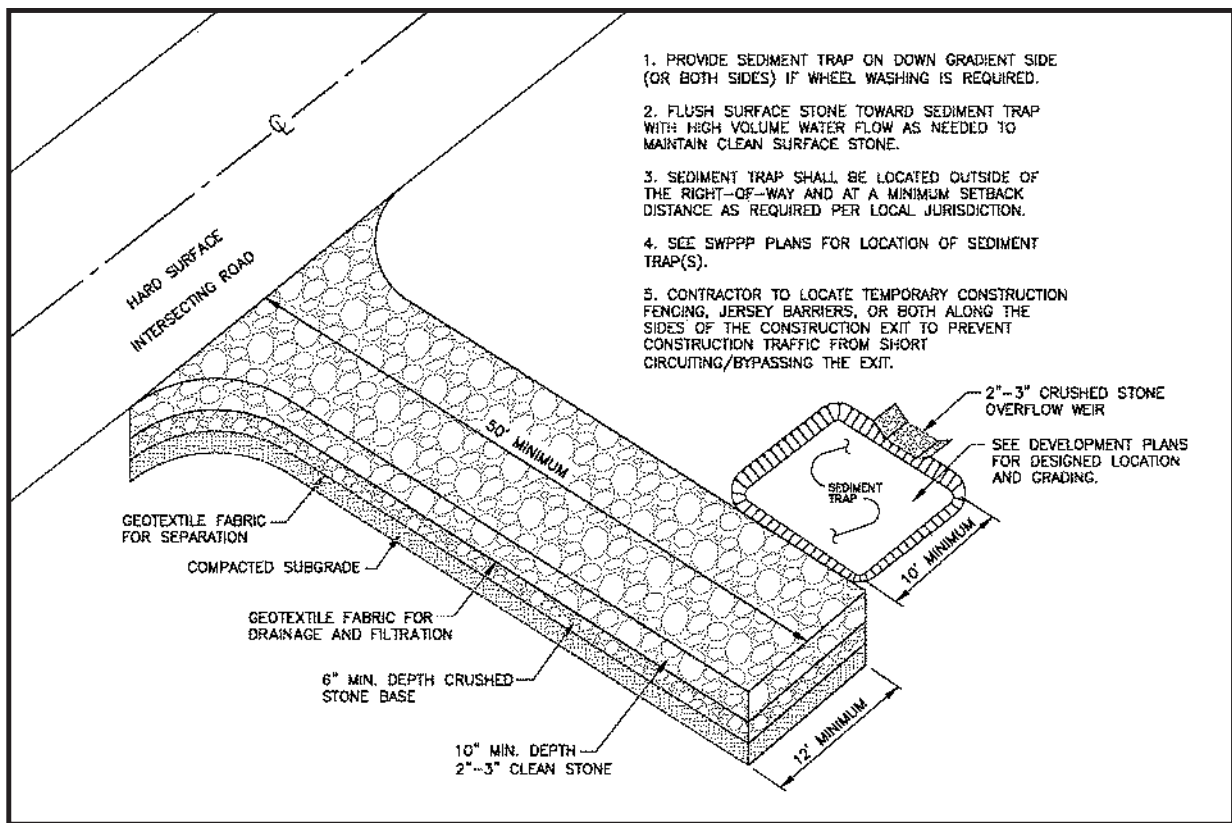 1. PROVIDE SEDIMENT TRAP ON DOWN GRADIENT SIDE
(OR BOTH SIDES) IF WHEEL WASHING IS REQUIRED.
2. FLUSH SURFACE STONE TOWARD SEDIMENT TRAP
WITH HIGH VOLUME WATER FLOW AS NEEDED TO
MAINTAIN CLEAN SURFACE STONE.
3. SEDIMENT TRAP SHALL BE LOCATED OUTSIDE OF
THE RIGHT-OF-WAY AND AT A MINIMUM SETBACK
DISTANCE AS REQUIRED PER LOCAL JURISDICTION.
4. SEE SWPPP PLANS FOR LOCATION OF SEDIMENT
TRAP(S).
5. CONTRACTOR TO LOCATE TEMPORARY CONSTRUCTION
FENCING, JERSEY BARRIERS, OR BOTH ALONG THE
SIDES OF THE CONSTRUCTION EXIT TO PREVENT
CONSTRUCTION TRAFFIC FROM SHORT
CIRCUITING/BYPASSING THE EXIT.
℄
HARD SURFACE
INTERSECTING ROAD
50' MINIMUM
2"-3" CRUSHED STONE
OVERFLOW WEIR
SEE DEVELOPMENT PLANS
FOR DESIGNED LOCATION
AND GRADING.
SEDIMENT
TRAP
10' MINIMUM
GEOTEXTILE FABRIC
FOR SEPARATION
COMPACTED SUBGRADE
GEOTEXTILE FABRIC FOR
DRAINAGE AND FILTRATION
6" MIN. DEPTH CRUSHED
STONE BASE
10" MIN. DEPTH
2"-3" CLEAN STONE
12' MINIMUM